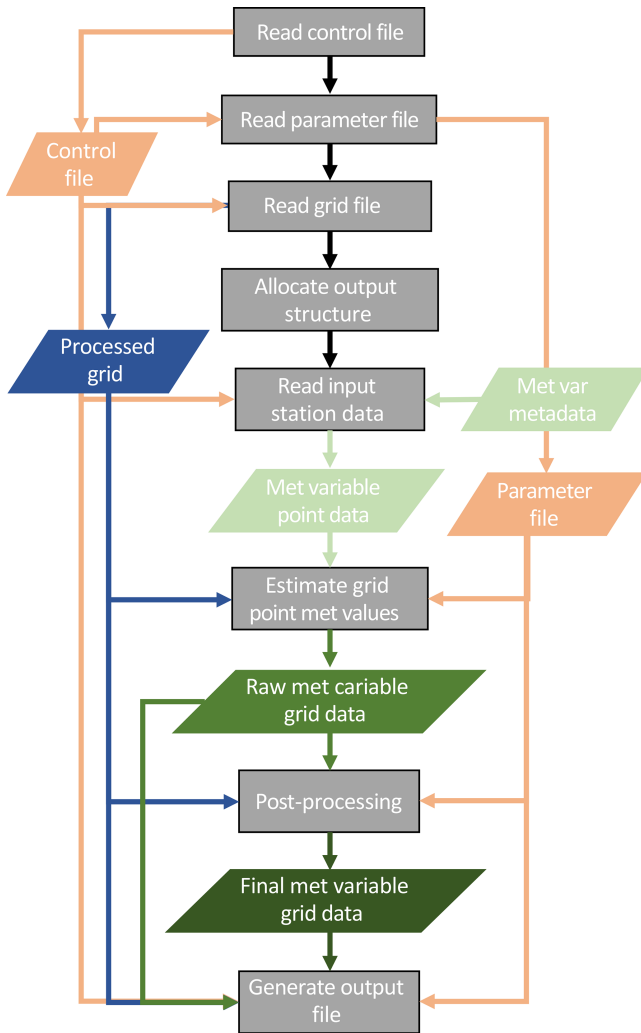 Read control file
Read parameter file
Control
file
Read grid file
Allocate output
structure
Processed
grid
Read input
station data
Met var
metadata
Met variable
point data
Parameter
file
Estimate grid
point met values
Raw met cariable
grid data
Post-processing
Final met variable
grid data
Generate output
file